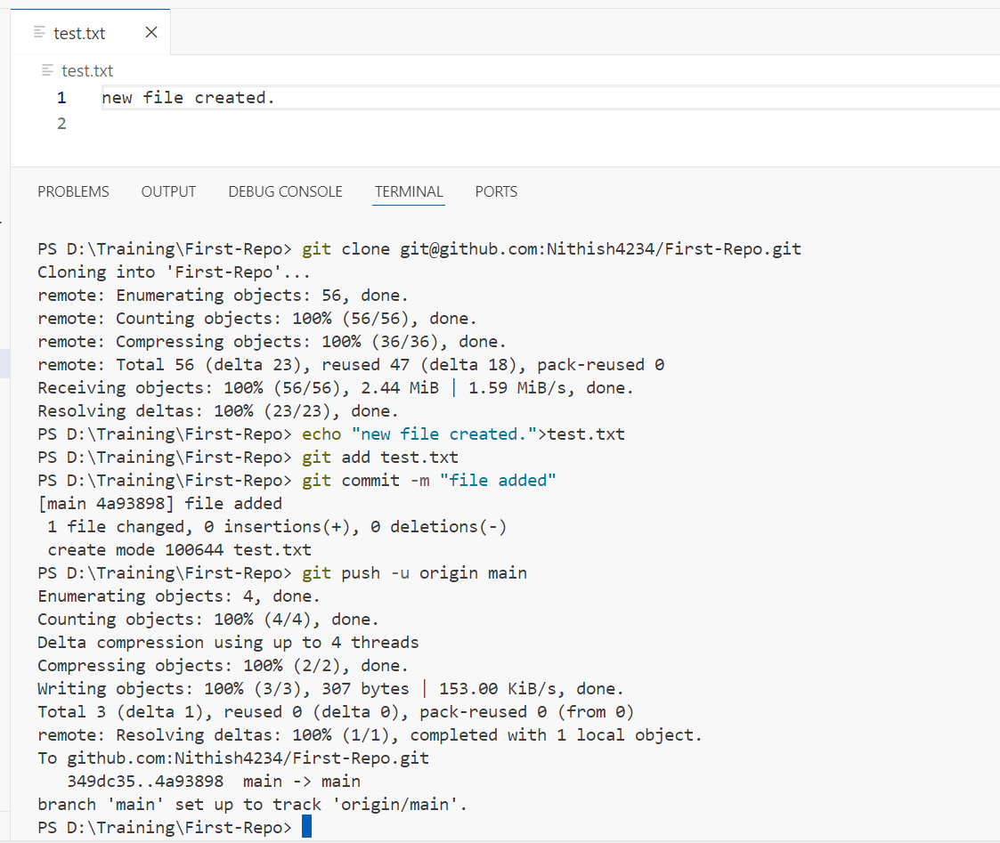 test.txt
test.txt
1 new file created.
2
PROBLEMS OUTPUT DEBUG CONSOLE TERMINAL PORTS
PS D:\Training\First-Repo> git clone git@github.com:Nithish4234/First-Repo.git
Cloning into 'First-Repo'...
remote: Enumerating objects: 56, done.
remote: Counting objects: 100% (56/56), done.
remote: Compressing objects: 100% (36/36), done.
remote: Total 56 (delta 23), reused 47 (delta 18), pack-reused 0
Receiving objects: 100% (56/56), 2.44 MiB | 1.59 MiB/s, done.
Resolving deltas: 100% (23/23), done.
PS D:\Training\First-Repo> echo "new file created.">test.txt
PS D:\Training\First-Repo> git add test.txt
PS D:\Training\First-Repo> git commit -m "file added"
[main 4a93898] file added
 1 file changed, 0 insertions(+), 0 deletions(-)
 create mode 100644 test.txt
PS D:\Training\First-Repo> git push -u origin main
Enumerating objects: 4, done.
Counting objects: 100% (4/4), done.
Delta compression using up to 4 threads
Compressing objects: 100% (2/2), done.
Writing objects: 100% (3/3), 307 bytes | 153.00 KiB/s, done.
Total 3 (delta 1), reused 0 (delta 0), pack-reused 0 (from 0)
remote: Resolving deltas: 100% (1/1), completed with 1 local object.
To github.com:Nithish4234/First-Repo.git
   349dc35..4a93898  main -> main
branch 'main' set up to track 'origin/main'.
PS D:\Training\First-Repo>